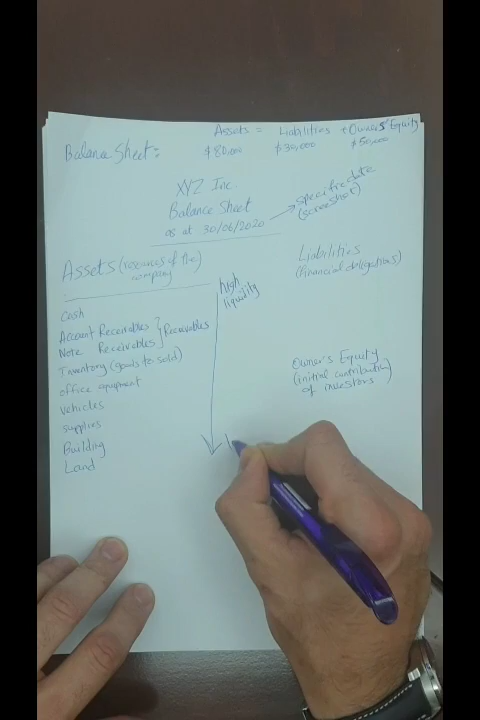 Assets = Liabilities + Owner's Equity
Balance Sheet:
$80,000 $30,000 $50,000
XYZ Inc.
Balance Sheet
as at 30/06/2020
specific date
(screeshot)
Assets (resources of the
company)
Liabilities
(financial obligations)
high
liquidity
Cash
Account Receivables
Note Receivables
Receivables
Inventory (goods to sold)
office equipment
vehicles
supplies
Building
Land
Owner's Equity
(initial contribution
of investors)